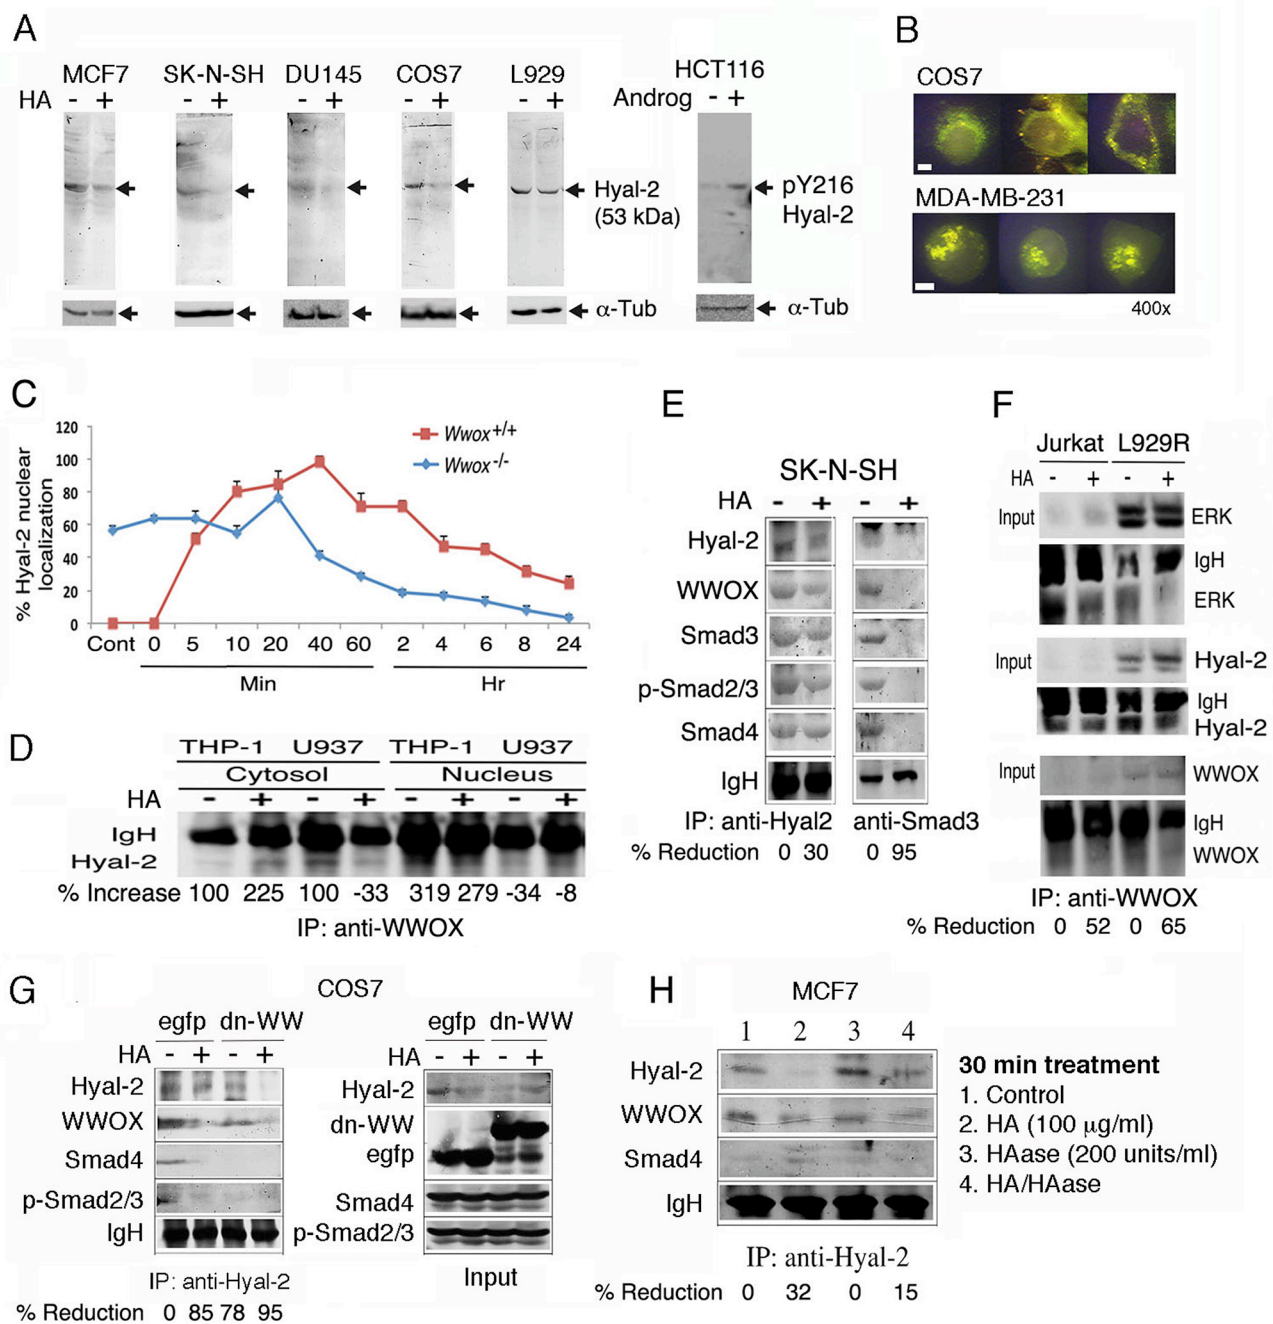 A
MCF7 SK-N-SH DU145 COS7 L929 HCT116
HA - + - + - + - + - + Androg - +
Hyal-2
(53 kDa)
pY216
Hyal-2
α-Tub
α-Tub
B
COS7
MDA-MB-231
400x
C
% Hyal-2 nuclear
localization
120
100
80
60
40
20
0
Wwox+/+
Wwox-/-
Cont 0 5 10 20 40 60 2 4 6 8 24
Min Hr
D
THP-1 U937 THP-1 U937
Cytosol Nucleus
HA - + - + - + - +
IgH
Hyal-2
% Increase 100 225 100 -33 319 279 -34 -8
IP: anti-WWOX
E
SK-N-SH
HA - + - +
Hyal-2
WWOX
Smad3
p-Smad2/3
Smad4
IgH
IP: anti-Hyal2 anti-Smad3
% Reduction 0 30 0 95
F
Jurkat L929R
HA - + - +
Input ERK
IgH
ERK
Input Hyal-2
IgH
Hyal-2
Input WWOX
IgH
WWOX
IP: anti-WWOX
% Reduction 0 52 0 65
G
COS7
egfp dn-WW
HA - + - +
Hyal-2
WWOX
Smad4
p-Smad2/3
IgH
IP: anti-Hyal-2
% Reduction 0 85 78 95
egfp dn-WW
HA - + - +
Hyal-2
dn-WW
egfp
Smad4
p-Smad2/3
Input
H
MCF7
1 2 3 4
Hyal-2
WWOX
Smad4
IgH
IP: anti-Hyal-2
% Reduction 0 32 0 15
30 min treatment
1. Control
2. HA (100 μg/ml)
3. HAase (200 units/ml)
4. HA/HAase